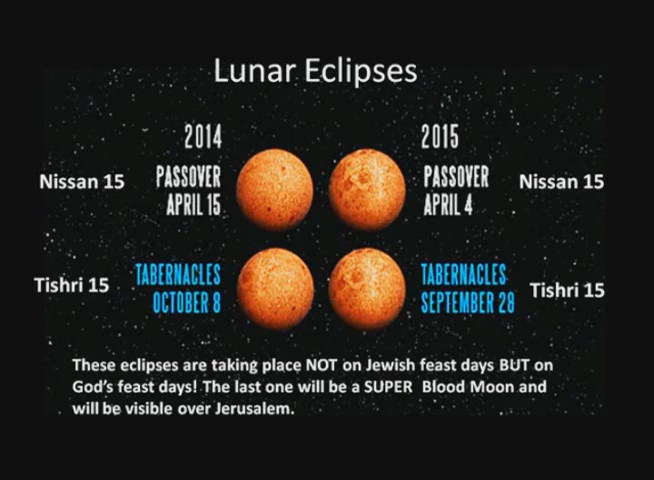 Lunar Eclipses
2014
2015
Nissan 15
PASSOVER
APRIL 15
PASSOVER
APRIL 4
Nissan 15
Tishri 15
TABERNACLES
OCTOBER 8
TABERNACLES
SEPTEMBER 28
Tishri 15
These eclipses are taking place NOT on Jewish feast days BUT on
God's feast days! The last one will be a SUPER Blood Moon and
will be visible over Jerusalem.